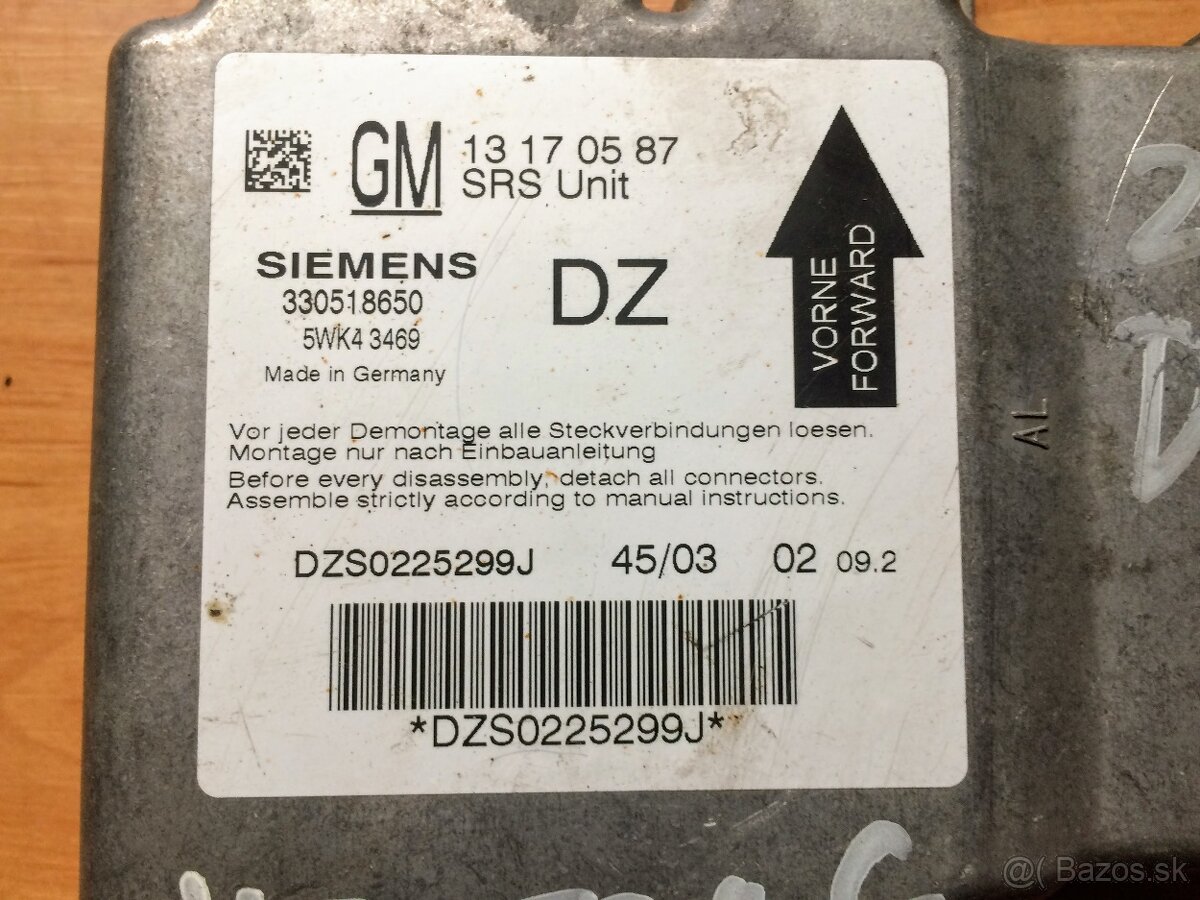 GM 13 17 05 87
SRS Unit
SIEMENS
330518650
5WK4 3469
Made in Germany
DZ
VORNE
FORWARD
Vor jeder Demontage alle Steckverbindungen loesen.
Montage nur nach Einbauanleitung
Before every disassembly, detach all connectors.
Assemble strictly according to manual instructions.
DZS0225299J 45/03 02 09.2
*DZS0225299J*
AL
2
D
@( Bazos.sk